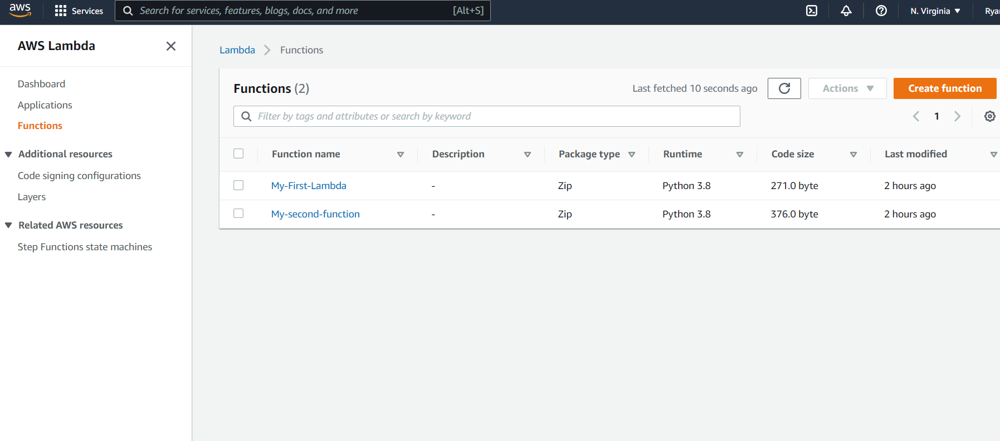 aws Services Search for services, features, blogs, docs, and more [Alt+S] N. Virginia
AWS Lambda
Dashboard
Applications
Functions
Additional resources
Code signing configurations
Layers
Related AWS resources
Step Functions state machines
Lambda Functions
Functions (2) Last fetched 10 seconds ago Actions Create function
Filter by tags and attributes or search by keyword 1
Function name Description Package type Runtime Code size Last modified
My-First-Lambda - Zip Python 3.8 271.0 byte 2 hours ago
My-second-function - Zip Python 3.8 376.0 byte 2 hours ago